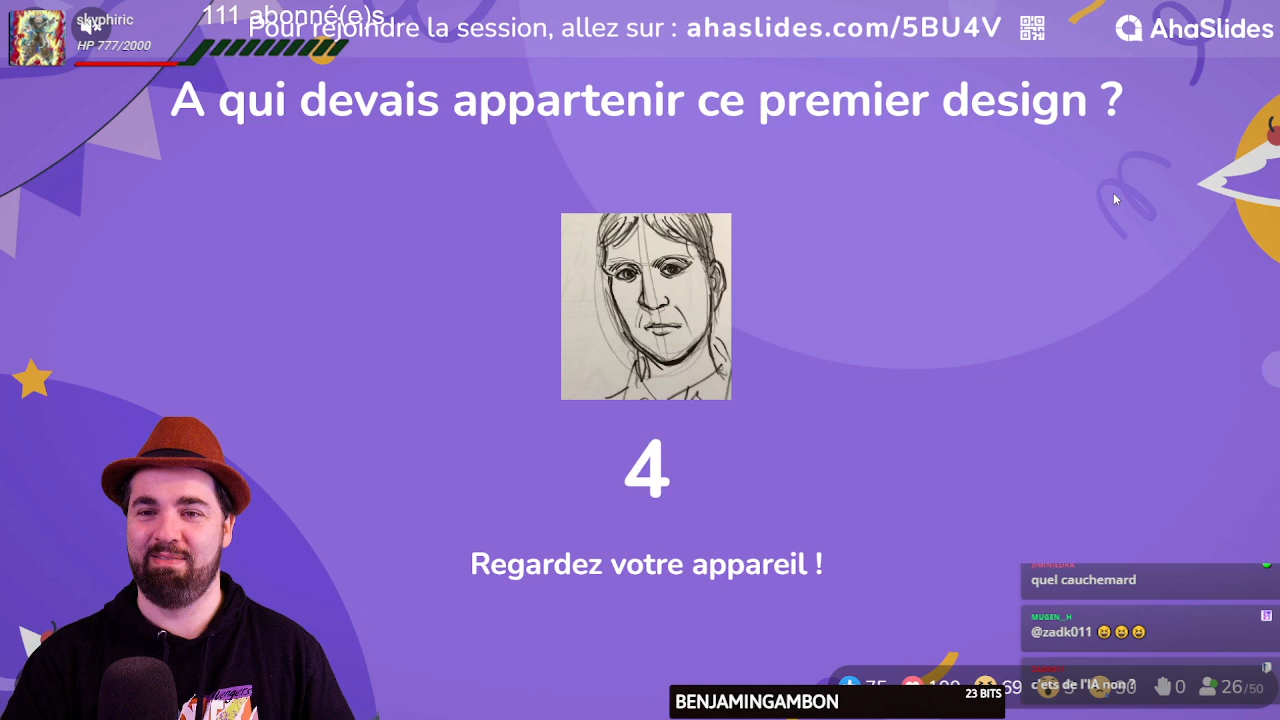 skyphiric
111 abonné(e)s
HP 777/2000
Pour rejoindre la session, allez sur : ahaslides.com/5BU4V
AhaSlides
A qui devais appartenir ce premier design ?
4
Regardez votre appareil !
quel cauchemard
MUGEN_H
@zadk011
c'ets de l'IA non ?
75
69
0
26/50
BENJAMINGAMBON
23 BITS